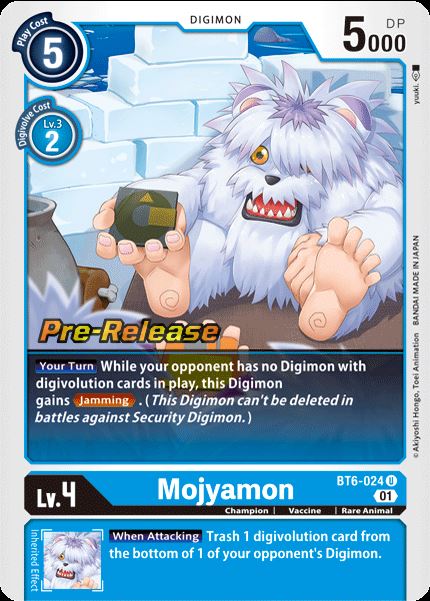 DIGIMON
Play Cost
5
DP
5000
Digivolve Cost
Lv.3
2
yuuki.
Pre-Release
Your Turn While your opponent has no Digimon with
digivolution cards in play, this Digimon
gains Jamming . (This Digimon can't be deleted in
battles against Security Digimon.)
© Akiyoshi Hongo, Toei Animation BANDAI MADE IN JAPAN
BT6-024 U
01
Lv.4
Mojyamon
Champion | Vaccine | Rare Animal
Inherited Effect
When Attacking Trash 1 digivolution card from
the bottom of 1 of your opponent's Digimon.